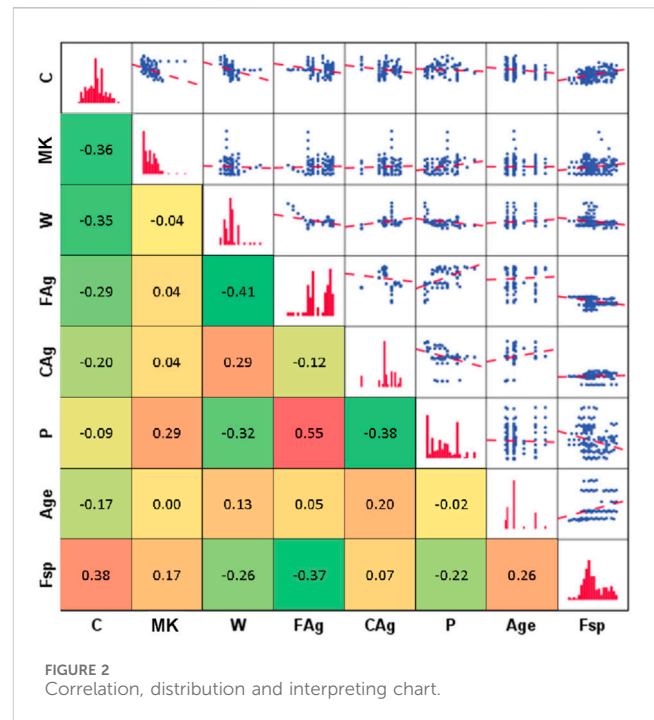 C
MK -0.36
W -0.35 -0.04
FAg -0.29 0.04 -0.41
CAg -0.20 0.04 0.29 -0.12
P -0.09 0.29 -0.32 0.55 -0.38
Age -0.17 0.00 0.13 0.05 0.20 -0.02
Fsp 0.38 0.17 -0.26 -0.37 0.07 -0.22 0.26
C MK W FAg CAg P Age Fsp
FIGURE 2
Correlation, distribution and interpreting chart.